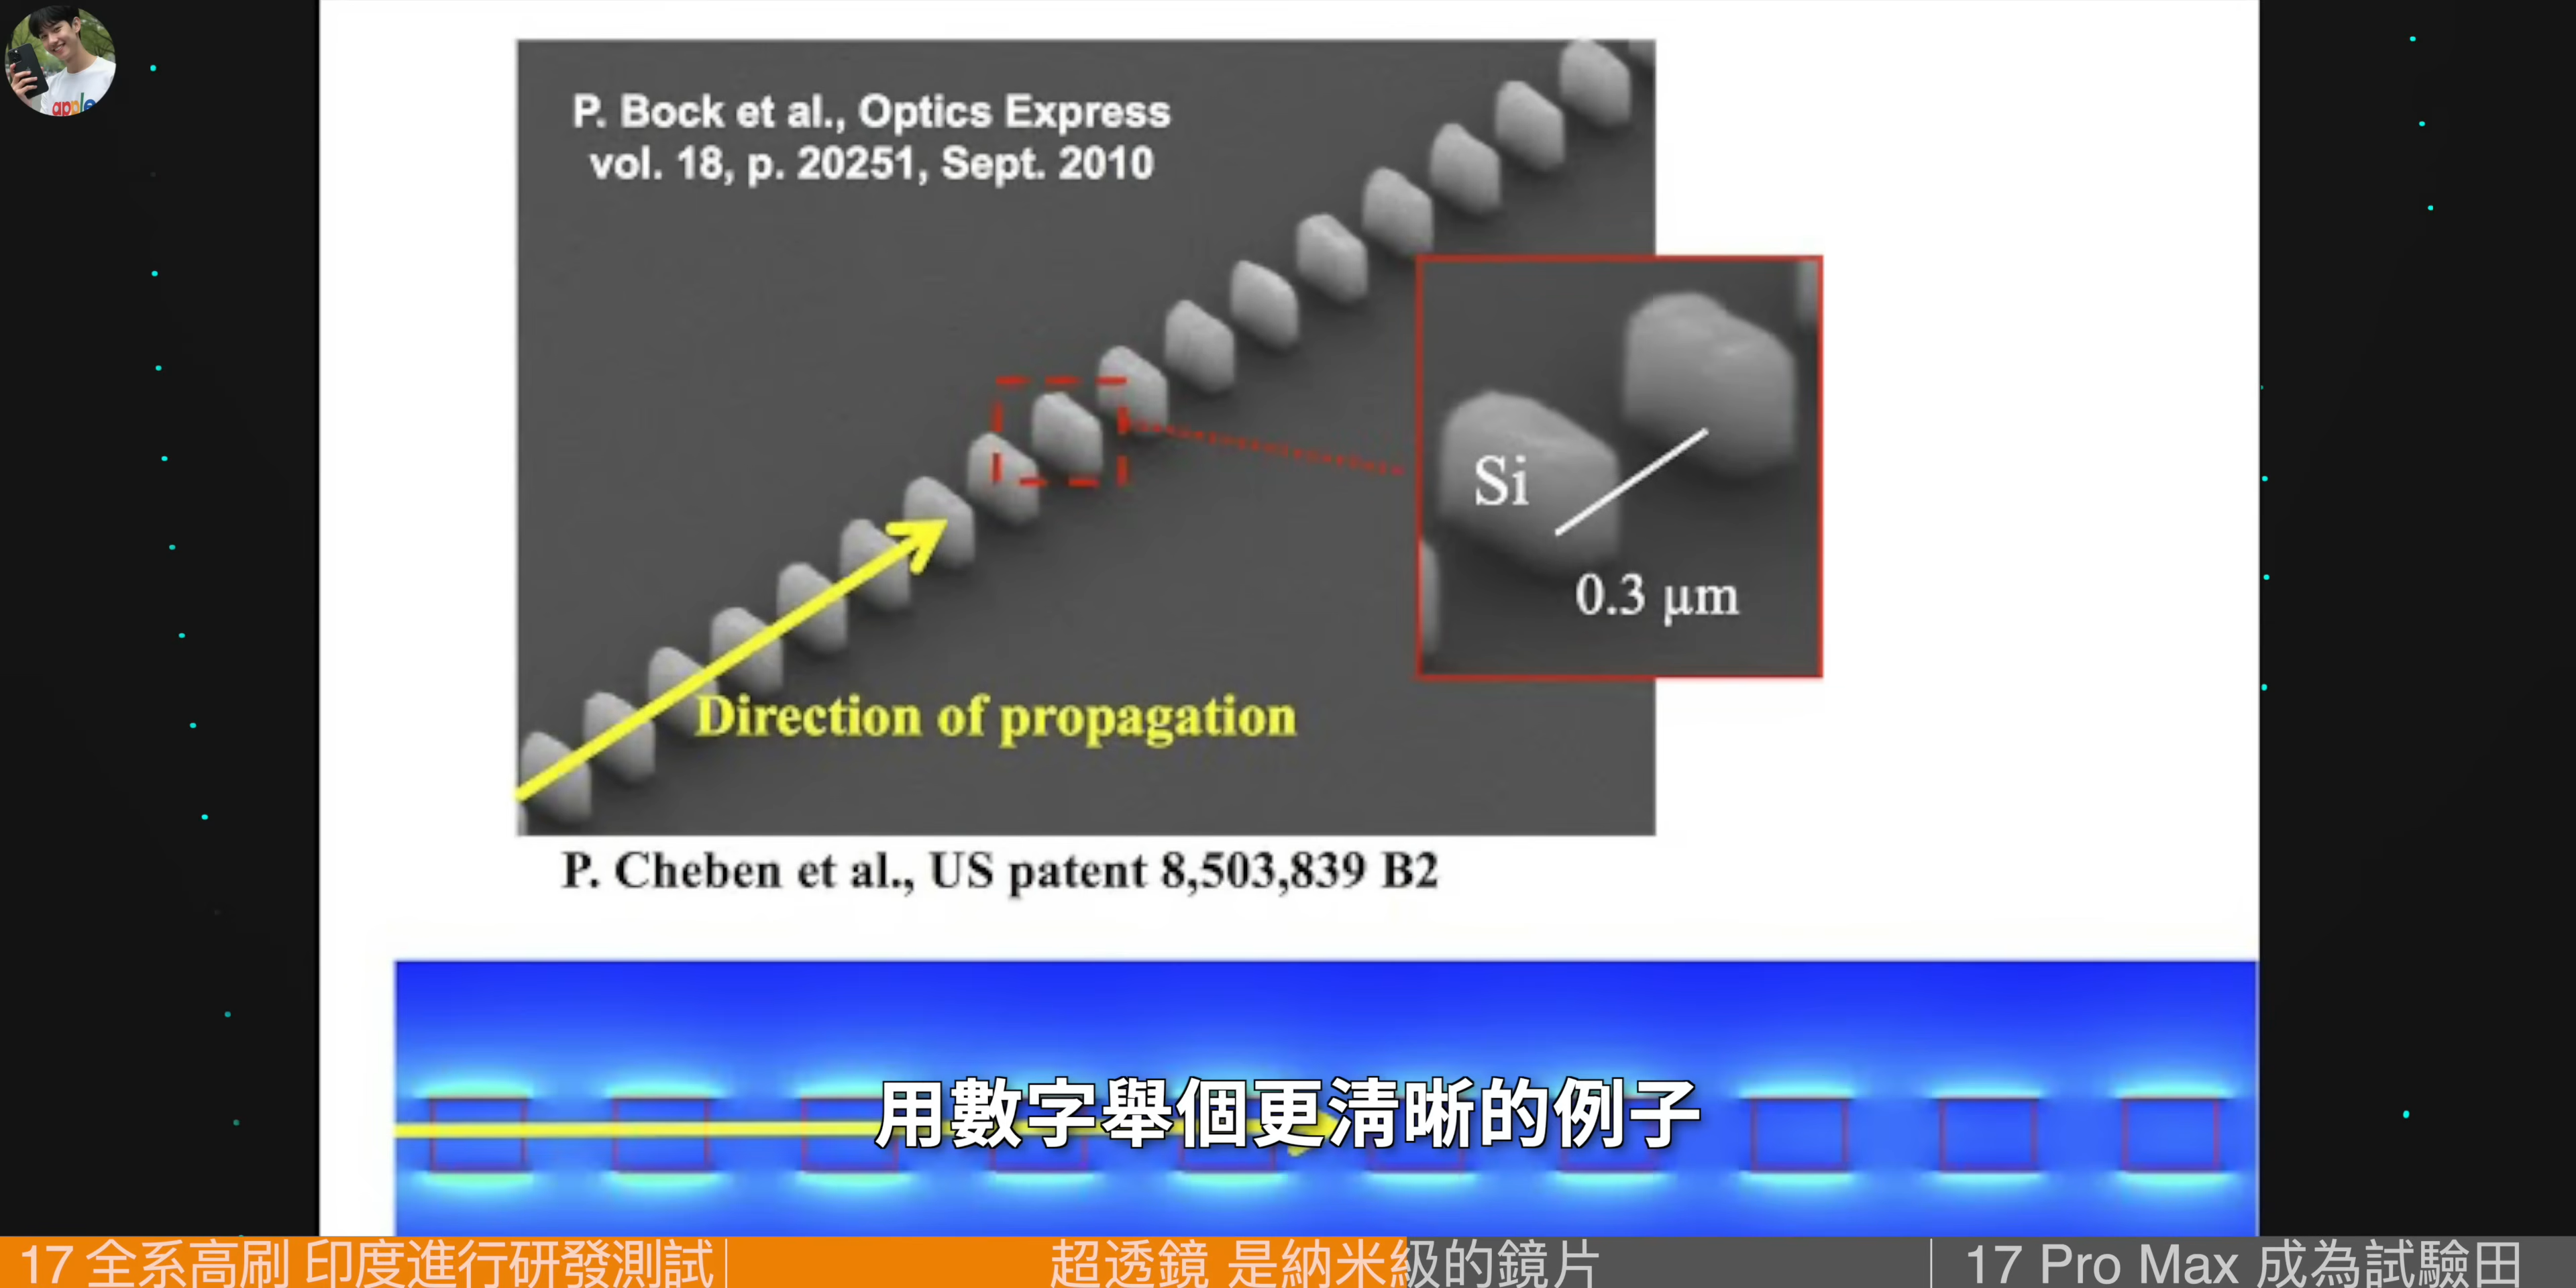 apple
P. Bock et al., Optics Express
vol. 18, p. 20251, Sept. 2010
Si
0.3 μm
Direction of propagation
P. Cheben et al., US patent 8,503,839 B2
用數字舉個更清晰的例子
17 全系高刷 印度進行研發測試
超透鏡 是納米級的鏡片
17 Pro Max 成為試驗田